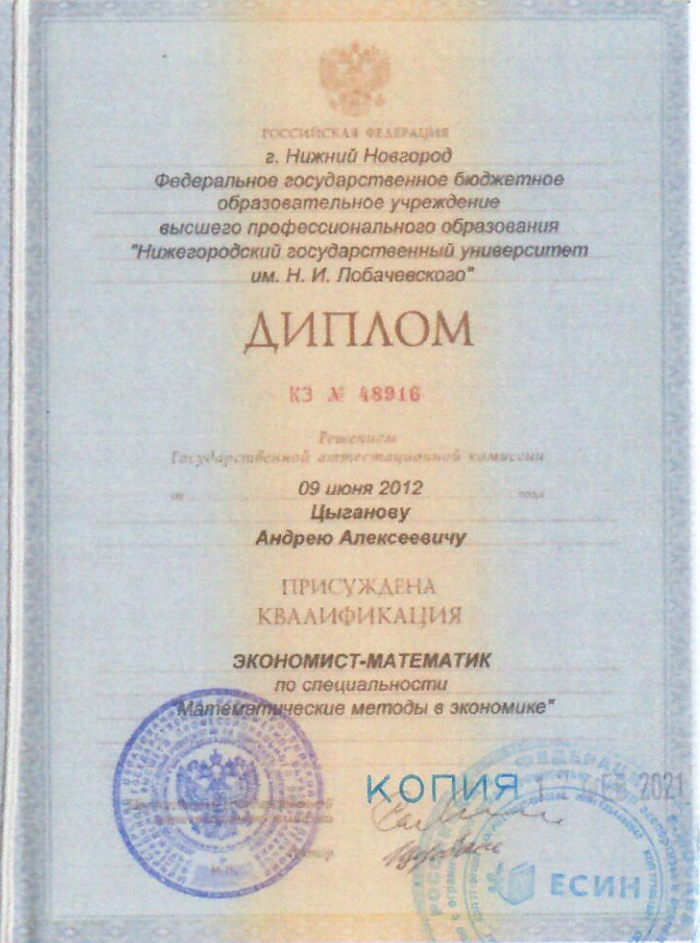 РОССИЙСКАЯ ФЕДЕРАЦИЯ
г. Нижний Новгород
Федеральное государственное бюджетное
образовательное учреждение
высшего профессионального образования
"Нижегородский государственный университет
им. Н. И. Лобачевского"
ДИПЛОМ
КЗ № 48916
Решением
Государственной аттестационной комиссии
от 09 июня 2012 года
Цыганову
Андрею Алексеевичу
ПРИСУЖДЕНА
КВАЛИФИКАЦИЯ
ЭКОНОМИСТ-МАТЕМАТИК
по специальности
"Математические методы в экономике"
КОПИЯ 2021
ЕСИН